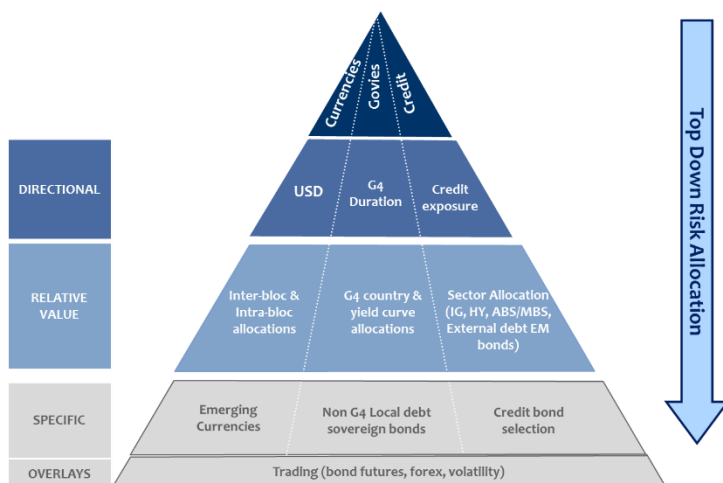 Currencies
Govies
Credit
Top Down Risk Allocation
DIRECTIONAL
USD
G4
Duration
Credit
exposure
RELATIVE
VALUE
Inter-bloc &
Intra-bloc
allocations
G4 country &
yield curve
allocations
Sector Allocation
(IG, HY, ABS/MBS,
External debt EM
bonds)
SPECIFIC
Emerging
Currencies
Non G4 Local debt
sovereign bonds
Credit bond
selection
OVERLAYS
Trading (bond futures, forex, volatility)